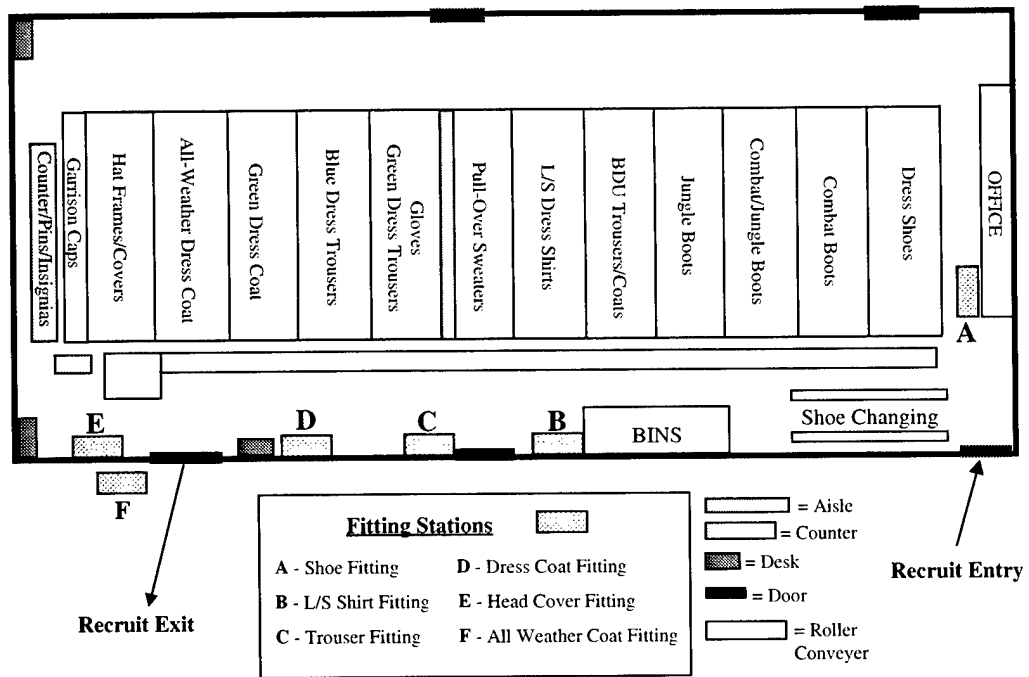 Counter/Pins/Insignias
Garrison Caps
Hat Frames/Covers
All-Weather Dress Coat
Green Dress Coat
Blue Dress Trousers
Gloves
Green Dress Trousers
Pull-Over Sweaters
L/S Dress Shirts
BDU Trousers/Coats
Jungle Boots
Combat/Jungle Boots
Combat Boots
Dress Shoes
OFFICE
A
E
D
C
B
BINS
Shoe Changing
F
Recruit Exit
Recruit Entry
Fitting Stations
A - Shoe Fitting
B - L/S Shirt Fitting
C - Trouser Fitting
D - Dress Coat Fitting
E - Head Cover Fitting
F - All Weather Coat Fitting
= Aisle
= Counter
= Desk
= Door
= Roller
Conveyer